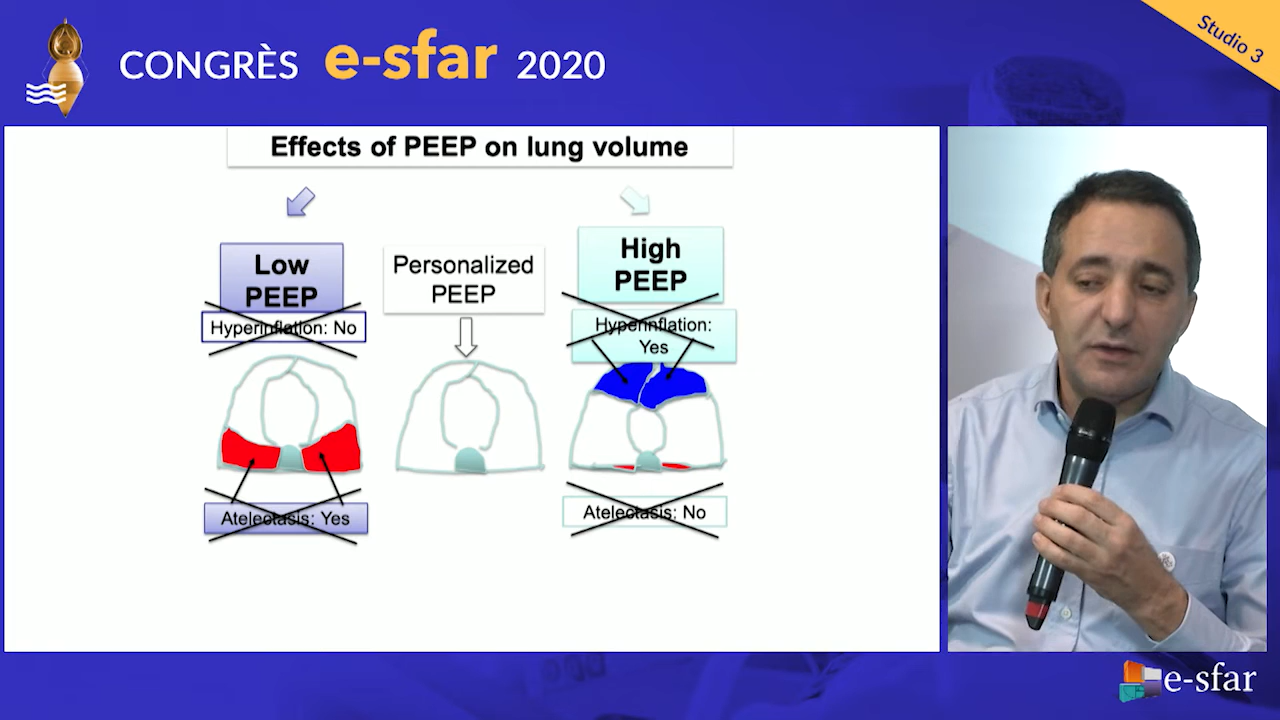 CONGRÈS e-sfar 2020
Studio 3
Effects of PEEP on lung volume
Low
PEEP
Personalized
PEEP
High
PEEP
Hyperinflation: No
Hyperinnflation:
Yes
Atelectasis: Yes
Atelectasis: No
e-sfar